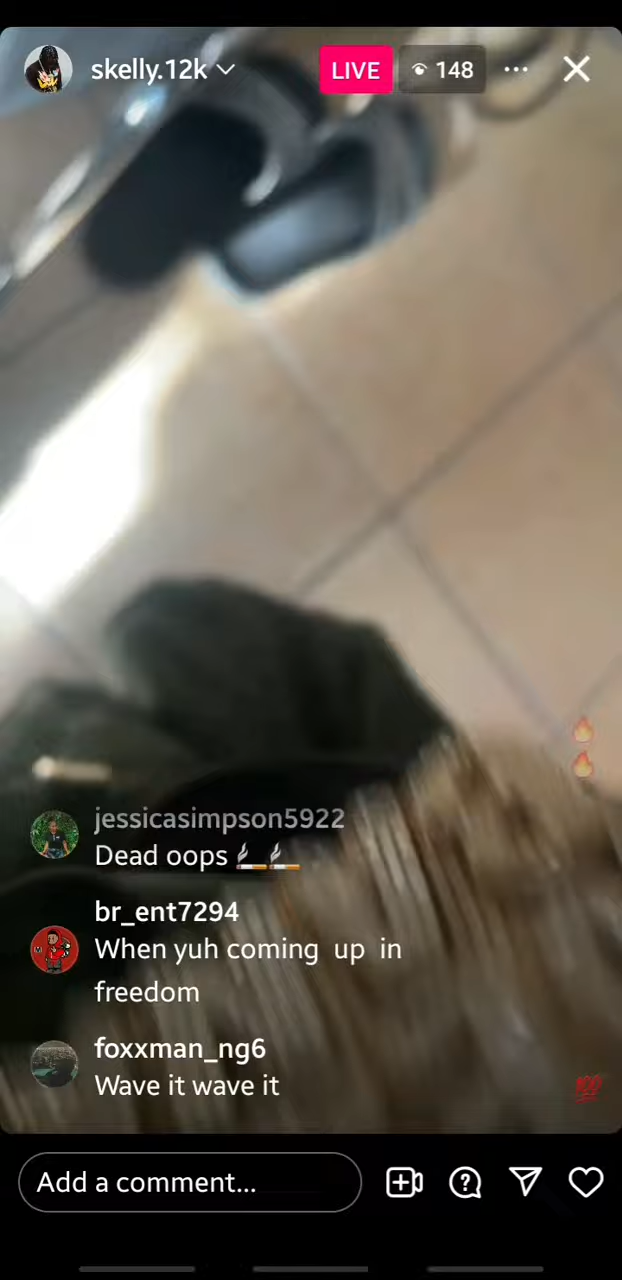 skelly.12k LIVE 148
jessicasimpson5922
Dead oops 🚬🚬
br_ent7294
When yuh coming up in
freedom
foxxman_ng6
Wave it wave it
💯
Add a comment...